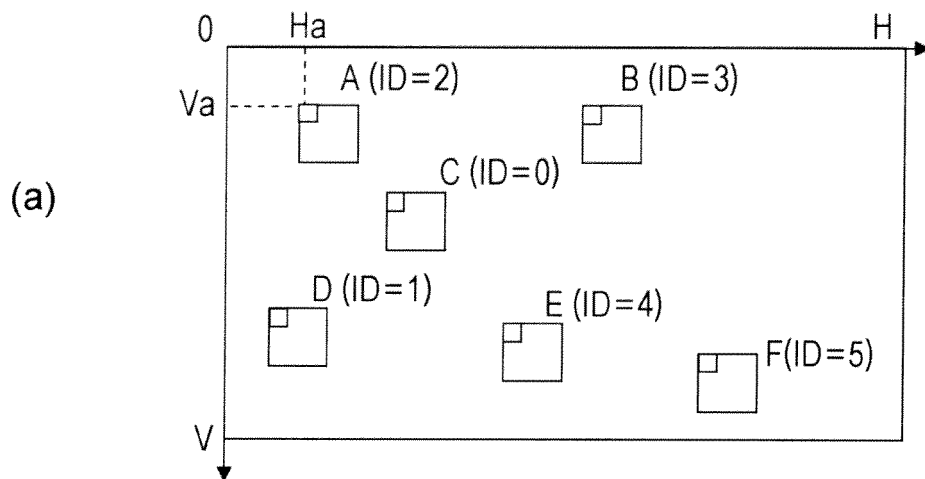 0 Ha H
A (ID=2) B (ID=3)
Va
C (ID=0)
(a)
D (ID=1) E (ID=4)
F(ID=5)
V